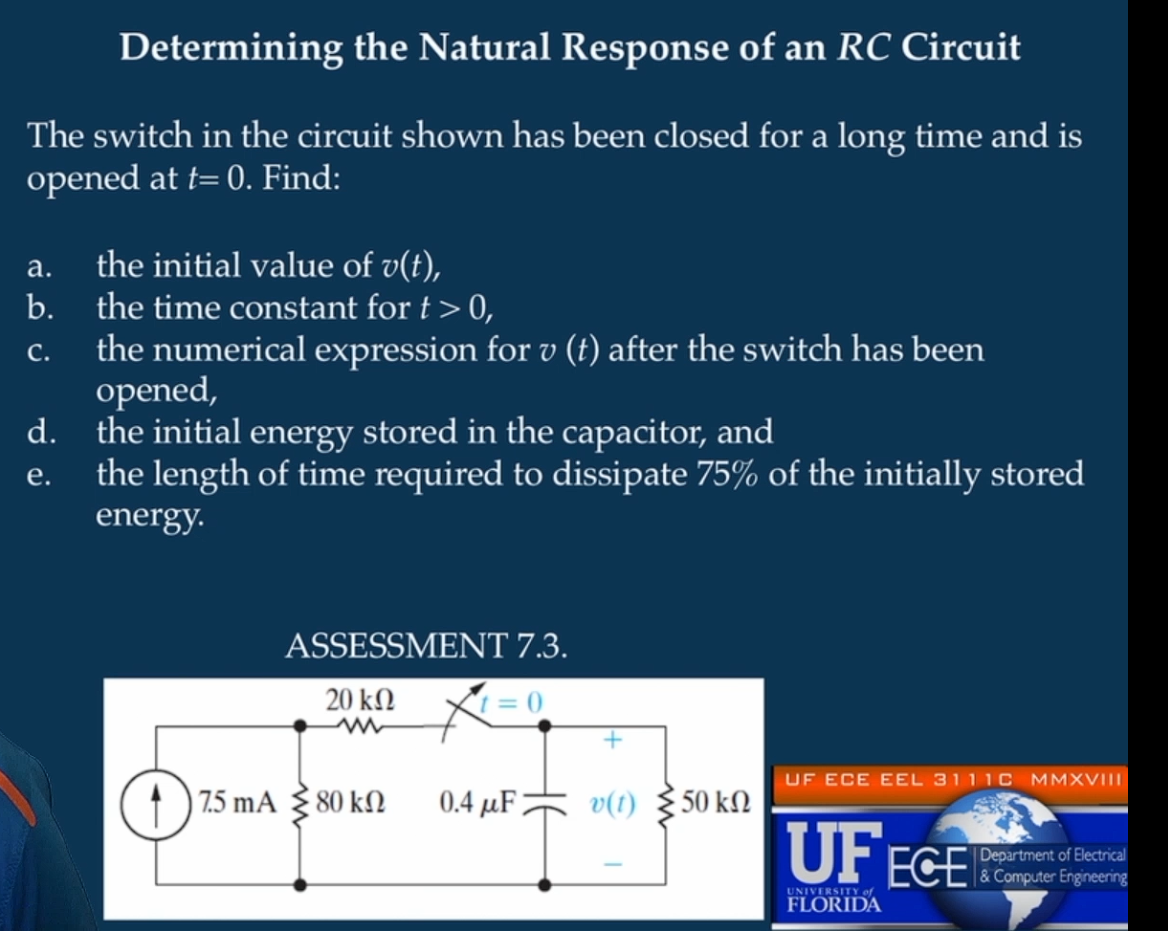 Determining the Natural Response of an RC Circuit
The switch in the circuit shown has been closed for a long time and is
opened at t= 0. Find:
a. the initial value of v(t),
b. the time constant for t > 0,
c. the numerical expression for v (t) after the switch has been
opened,
d. the initial energy stored in the capacitor, and
e. the length of time required to dissipate 75% of the initially stored
energy.
ASSESSMENT 7.3.
20 kΩ
t = 0
+
7.5 mA
80 kΩ
0.4 μF
v(t)
50 kΩ
−
UF ECE EEL 3111C MMXVIII
UF ECE
Department of Electrical
& Computer Engineering
UNIVERSITY of
FLORIDA